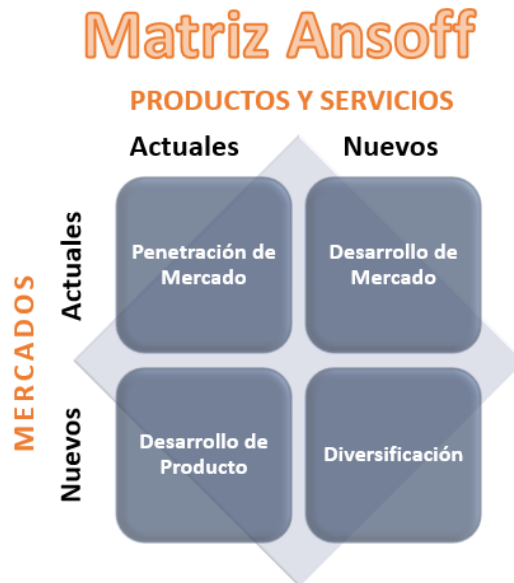 Matriz Ansoff
PRODUCTOS Y SERVICIOS
Actuales
Nuevos
MERCADOS
Actuales
Penetración de
Mercado
Desarrollo de
Mercado
Nuevos
Desarrollo de
Producto
Diversificación